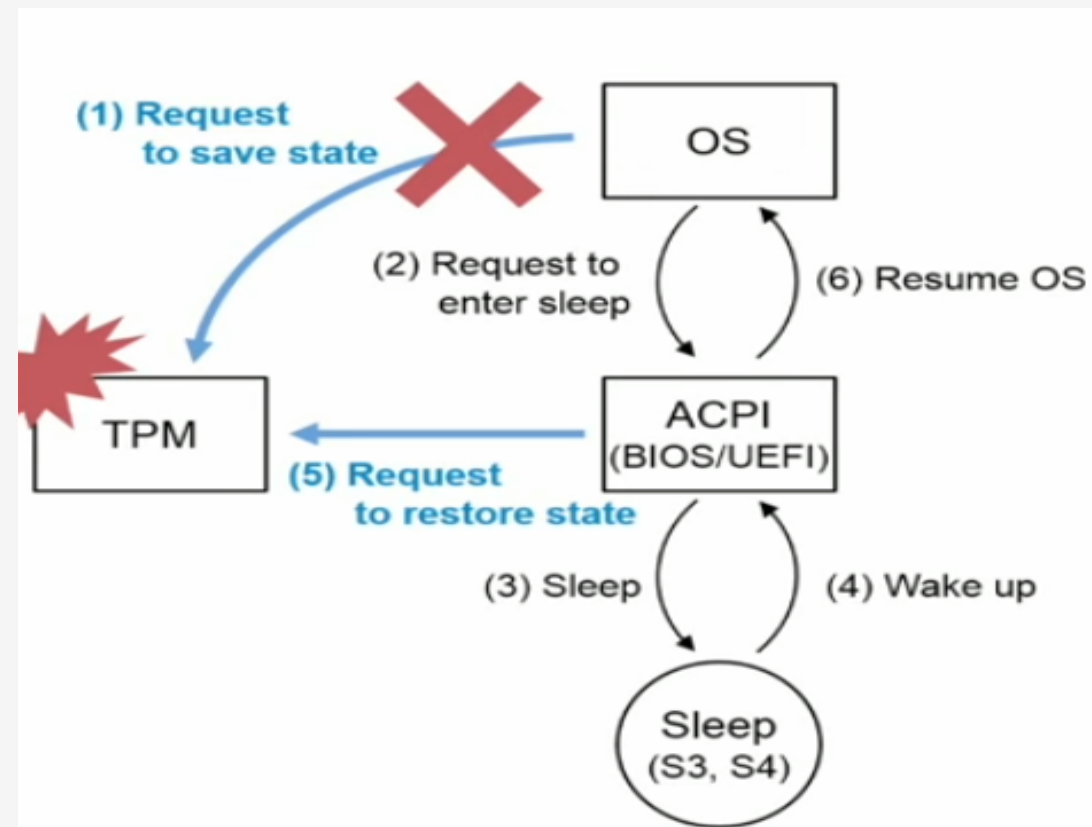 (1) Request
to save state
OS
(2) Request to
enter sleep
(6) Resume OS
TPM
ACPI
(BIOS/UEFI)
(5) Request
to restore state
(3) Sleep
(4) Wake up
Sleep
(S3, S4)